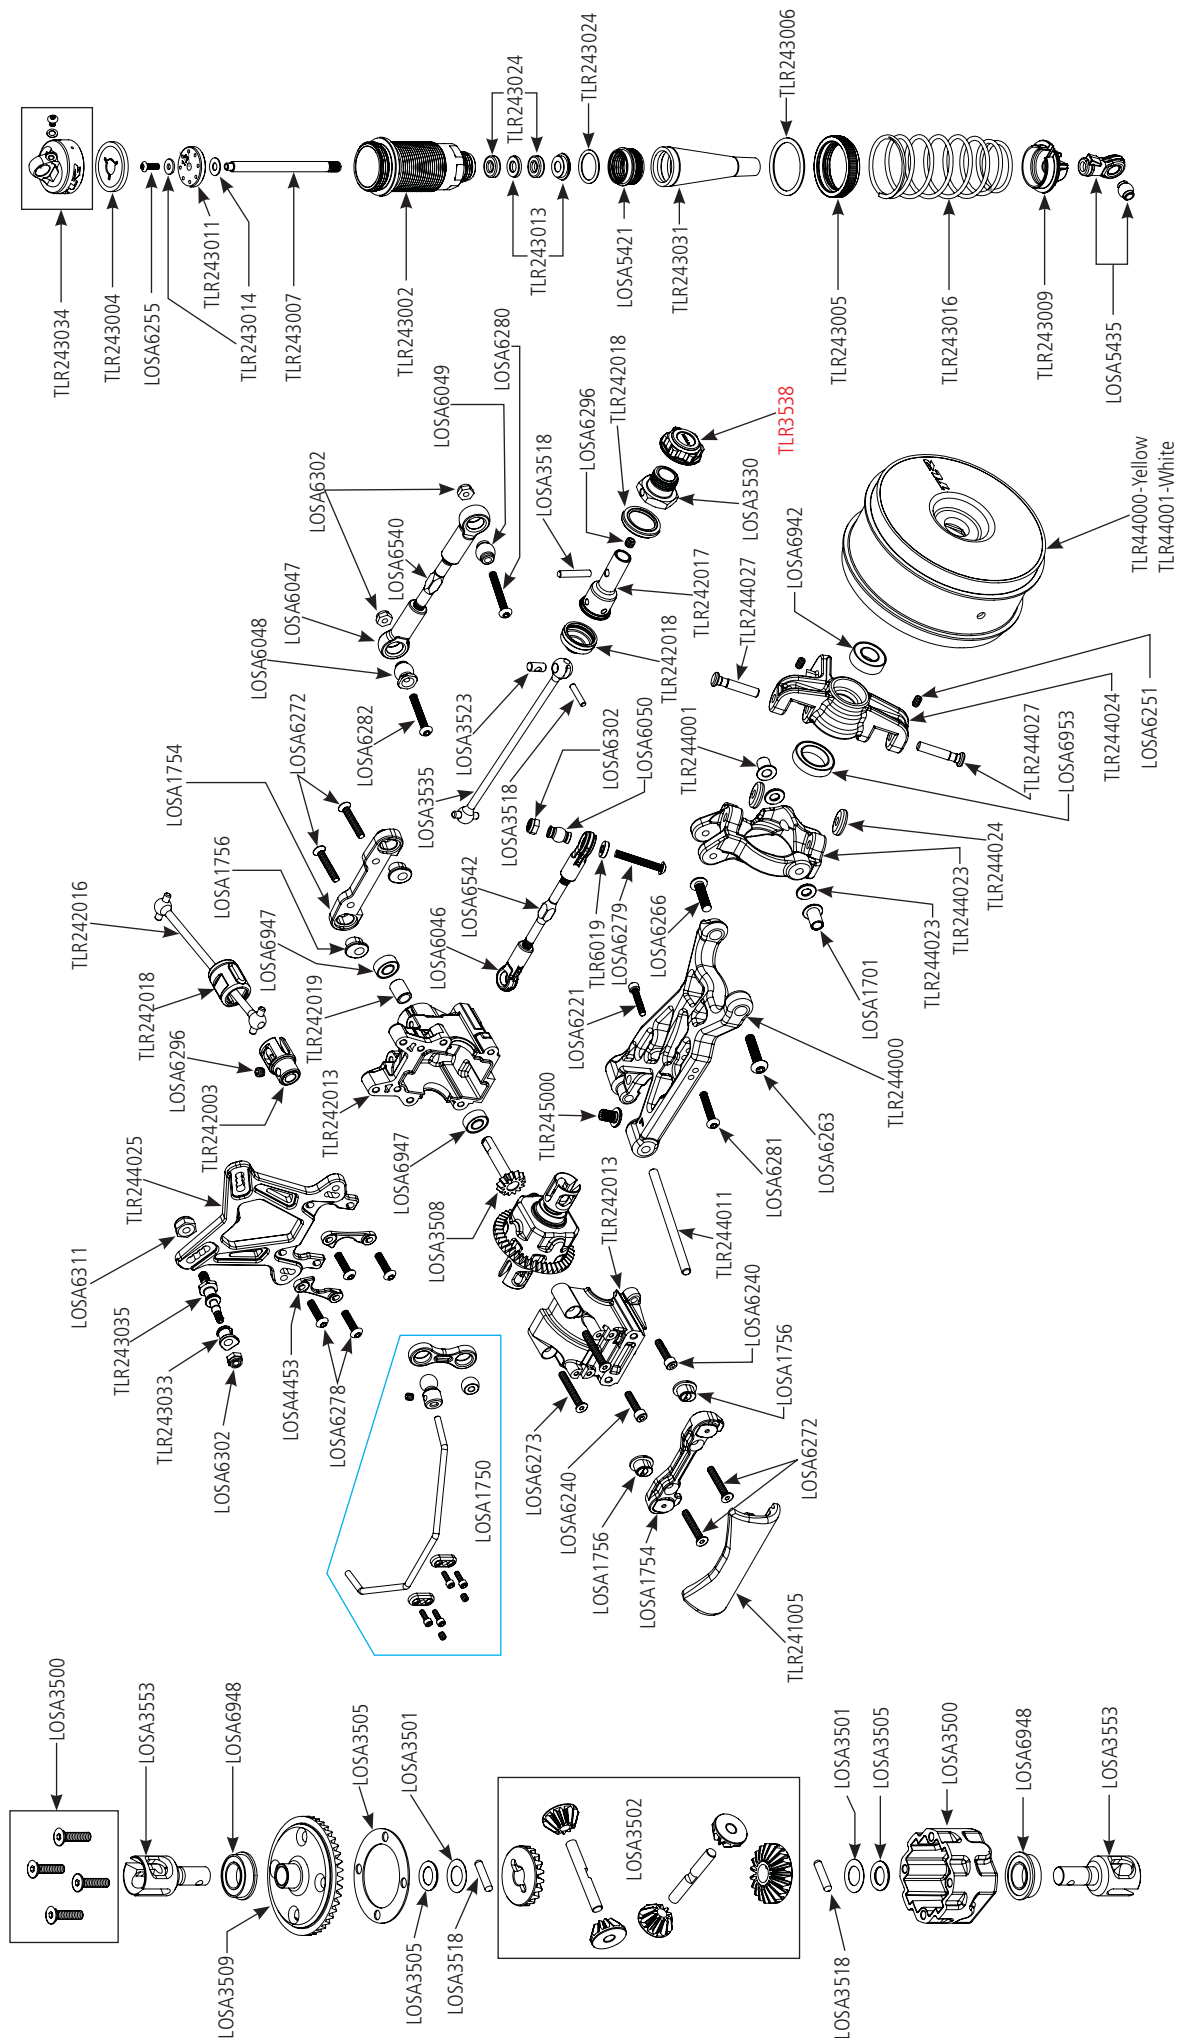 TLR243034
TLR243004
LOSA6255
TLR243011
TLR243014
TLR243007
TLR243002
TLR243024
TLR243013
TLR243024
LOSA5421
TLR243031
TLR243006
TLR243005
TLR243016
TLR243009
LOSA5435
LOSA6280
LOSA6049
LOSA6302
LOSA6540
LOSA6047
LOSA6048
LOSA6282
LOSA6272
LOSA1754
LOSA1756
LOSA6947
TLR242016
TLR242018
LOSA6296
TLR242003
TLR242019
TLR242013
LOSA3523
LOSA3535
LOSA3518
LOSA3518
LOSA6296
TLR242018
TLR3538
LOSA3530
TLR242017
TLR242018
LOSA6302
LOSA6050
LOSA6542
LOSA6046
TLR6019
LOSA6279
TLR244001
TLR244027
LOSA6942
TLR44000-Yellow
TLR44001-White
TLR244027
LOSA6953
TLR244024
LOSA6251
TLR244024
TLR244023
TLR244023
LOSA1701
LOSA6266
LOSA6221
TLR244000
LOSA6263
LOSA6281
TLR245000
TLR244011
TLR244025
LOSA6311
TLR243035
TLR243033
LOSA6302
LOSA4453
LOSA6278
LOSA6947
LOSA3508
TLR242013
LOSA6240
LOSA1756
LOSA6272
LOSA6273
LOSA6240
LOSA1756
LOSA1754
TLR241005
LOSA1750
LOSA3500
LOSA3553
LOSA6948
LOSA3509
LOSA3505
LOSA3501
LOSA3505
LOSA3518
LOSA3502
LOSA3501
LOSA3505
LOSA3500
LOSA6948
LOSA3553
LOSA3518